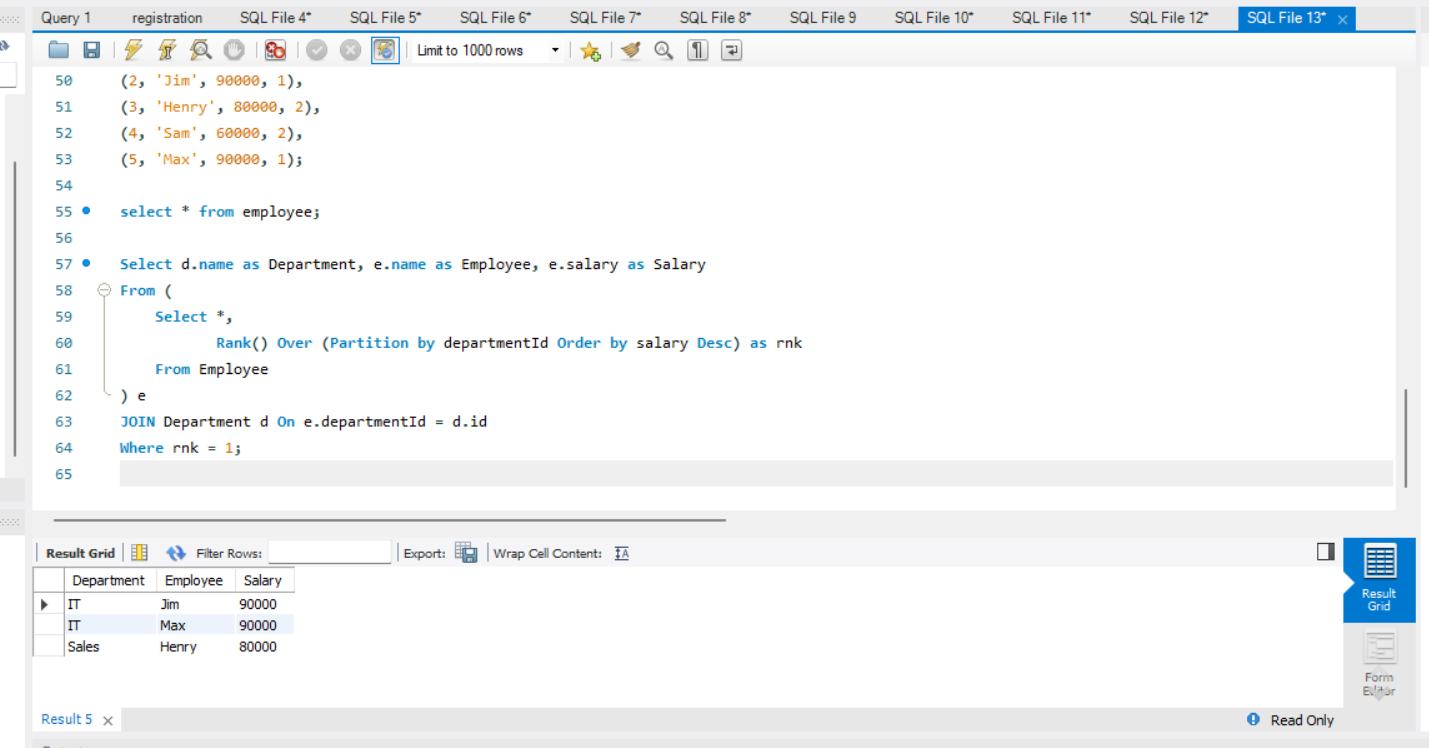 Query 1 registration SQL File 4* SQL File 5* SQL File 6* SQL File 7* SQL File 8* SQL File 9 SQL File 10* SQL File 11* SQL File 12* SQL File 13*
Limit to 1000 rows
50 (2, 'Jim', 90000, 1),
51 (3, 'Henry', 80000, 2),
52 (4, 'Sam', 60000, 2),
53 (5, 'Max', 90000, 1);
54
55 select * from employee;
56
57 Select d.name as Department, e.name as Employee, e.salary as Salary
58 From (
59 Select *,
60 Rank() Over (Partition by departmentId Order by salary Desc) as rnk
61 From Employee
62 ) e
63 JOIN Department d On e.departmentId = d.id
64 Where rnk = 1;
65
Result Grid Filter Rows: Export: Wrap Cell Content:
Department Employee Salary
IT Jim 90000
IT Max 90000
Sales Henry 80000
Result
Grid
Form
Editor
Result 5 Read Only